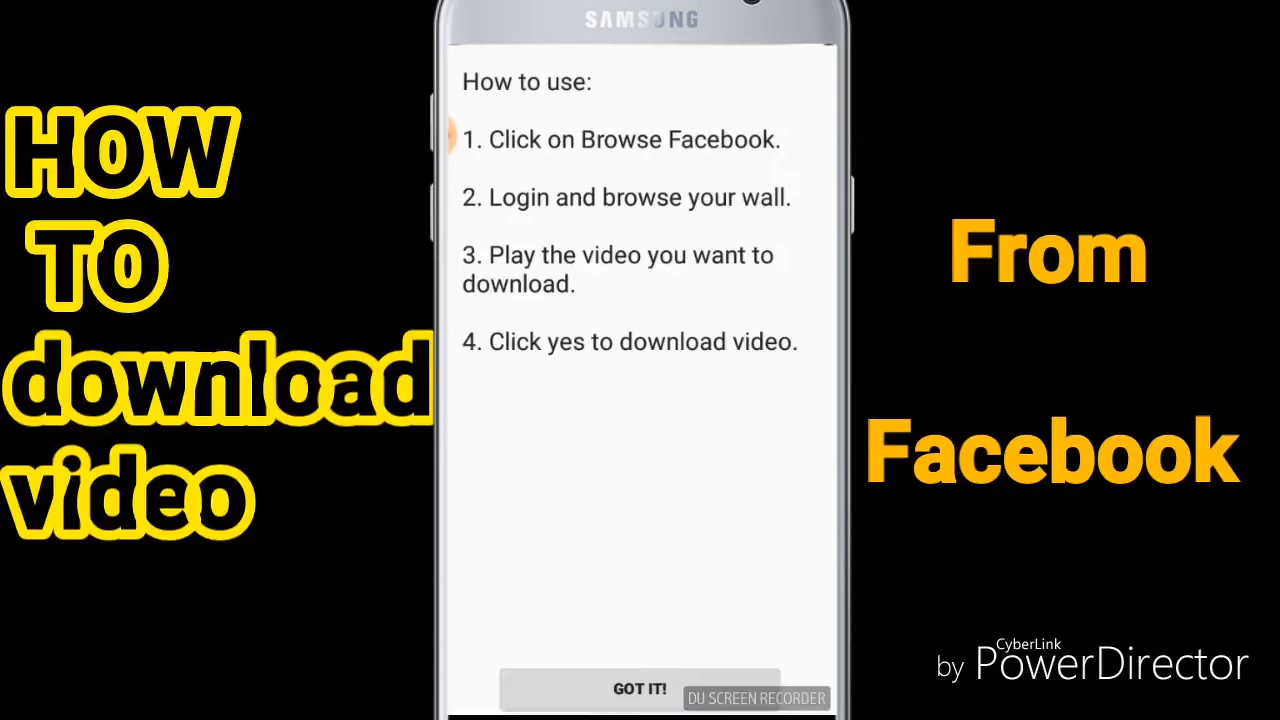 HOW
TO
download
video
SAMSUNG
How to use:
1. Click on Browse Facebook.
2. Login and browse your wall.
3. Play the video you want to
download.
4. Click yes to download video.
GOT IT!
DU SCREEN RECORDER
From
Facebook
CyberLink
by PowerDirector